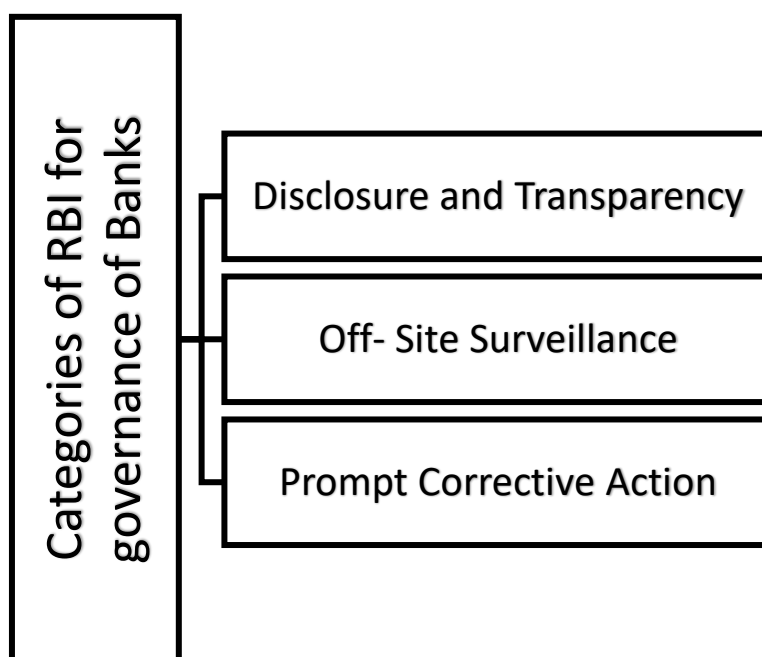 Categories of RBI for
governance of Banks
Disclosure and Transparency
Off- Site Surveillance
Prompt Corrective Action